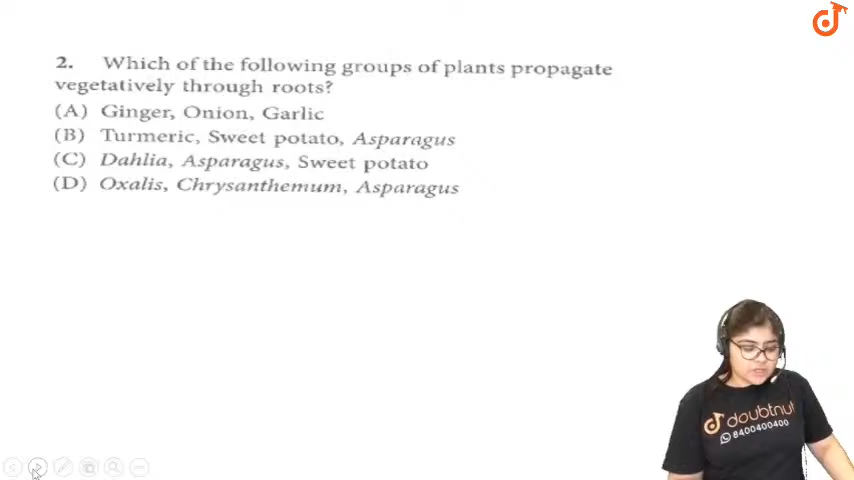 2. Which of the following groups of plants propagate
vegetatively through roots?
(A) Ginger, Onion, Garlic
(B) Turmeric, Sweet potato, Asparagus
(C) Dahlia, Asparagus, Sweet potato
(D) Oxalis, Chrysanthemum, Asparagus
doubtnut
8400400400